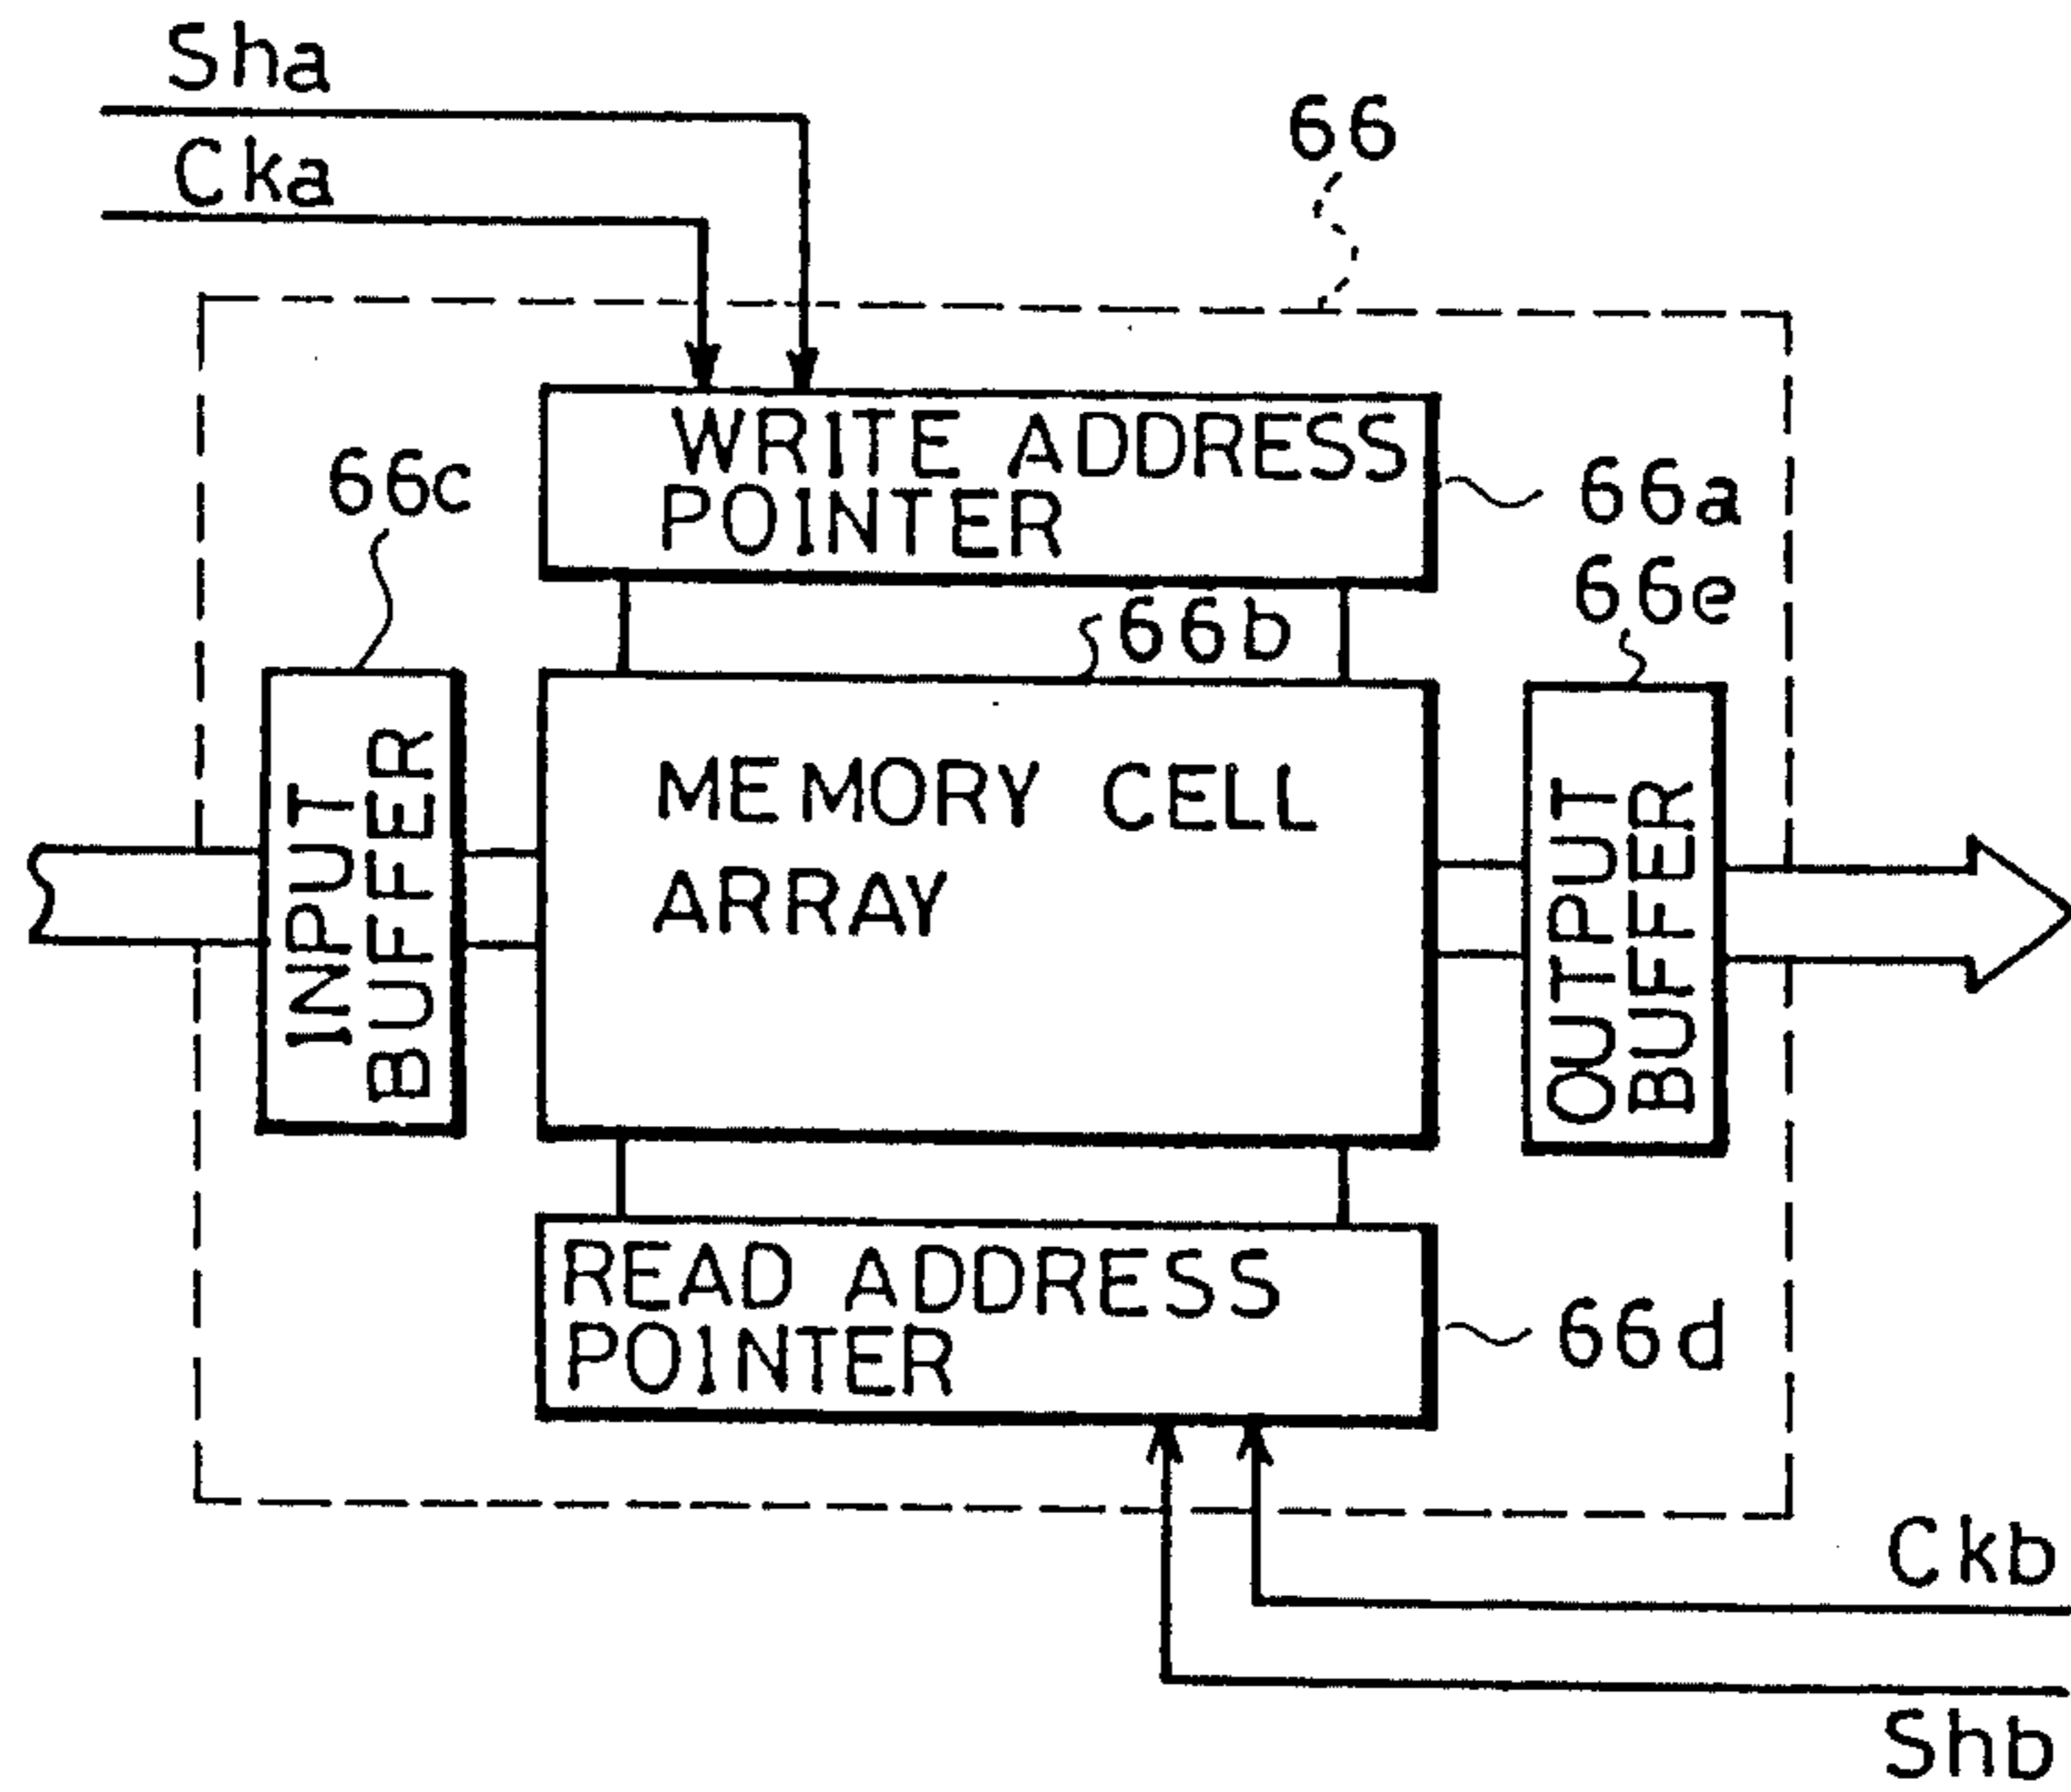 Sha
Cka
66
WRITE ADDRESS
POINTER
66a
66c
66e
66b
INPUT
BUFFER
MEMORY CELL
ARRAY
OUTPUT
BUFFER
READ ADDRESS
POINTER
66d
Ckb
Shb